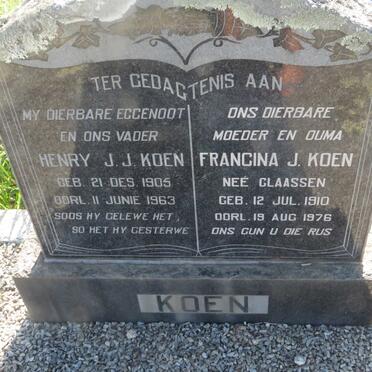 TER GEDAGTENIS AAN
MY DIERBARE EGGENOOT
EN ONS VADER
HENRY J. J. KOEN
GEB. 21 DES. 1905
OORL. 11 JUNIE 1963
SOOS HY GELEWE HET,
SO HET HY GESTERWE
ONS DIERBARE
MOEDER EN OUMA
FRANCINA J. KOEN
NEÉ CLAASSEN
GEB. 12 JUL. 1910
OORL. 19 AUG 1976
ONS GUN U DIE RUS
KOEN